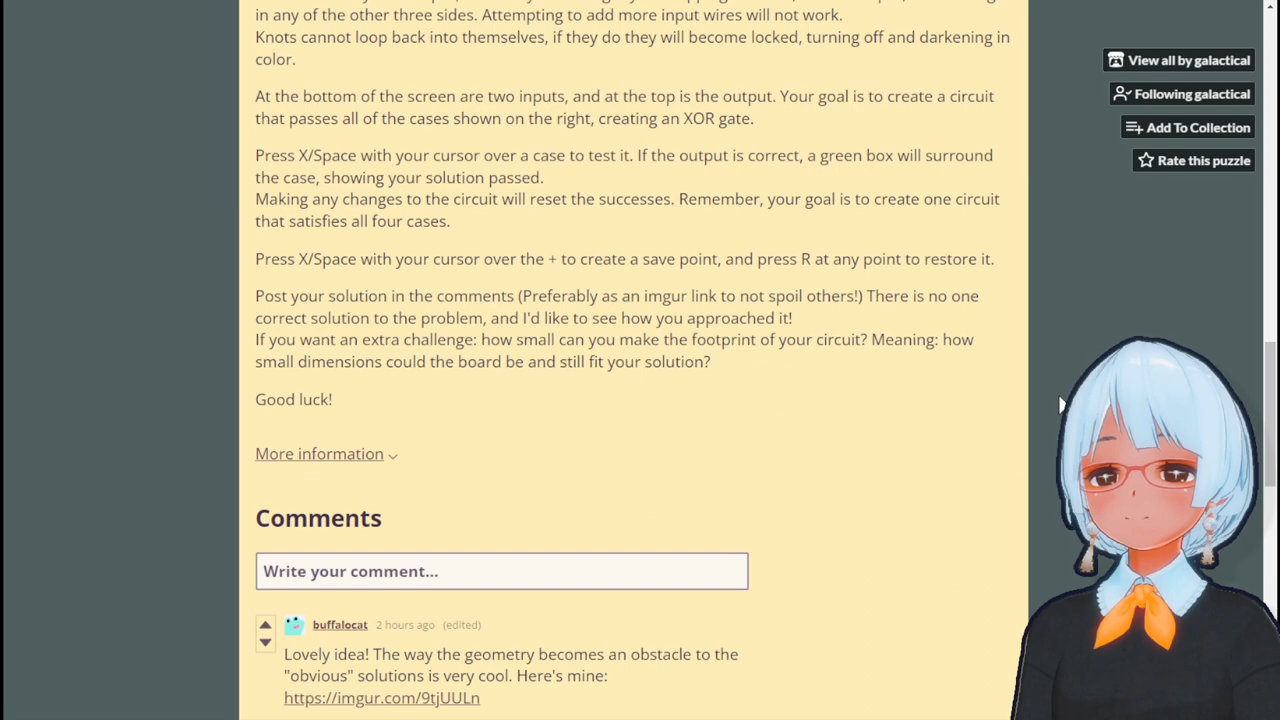 in any of the other three sides. Attempting to add more input wires will not work.
Knots cannot loop back into themselves, if they do they will become locked, turning off and darkening in
color.
At the bottom of the screen are two inputs, and at the top is the output. Your goal is to create a circuit
that passes all of the cases shown on the right, creating an XOR gate.
Press X/Space with your cursor over a case to test it. If the output is correct, a green box will surround
the case, showing your solution passed.
Making any changes to the circuit will reset the successes. Remember, your goal is to create one circuit
that satisfies all four cases.
Press X/Space with your cursor over the + to create a save point, and press R at any point to restore it.
Post your solution in the comments (Preferably as an imgur link to not spoil others!) There is no one
correct solution to the problem, and I'd like to see how you approached it!
If you want an extra challenge: how small can you make the footprint of your circuit? Meaning: how
small dimensions could the board be and still fit your solution?
Good luck!
More information
Comments
Write your comment...
buffalocat 2 hours ago (edited)
Lovely idea! The way the geometry becomes an obstacle to the
"obvious" solutions is very cool. Here's mine:
https://imgur.com/9tjUULn
View all by galactical
Following galactical
Add To Collection
Rate this puzzle